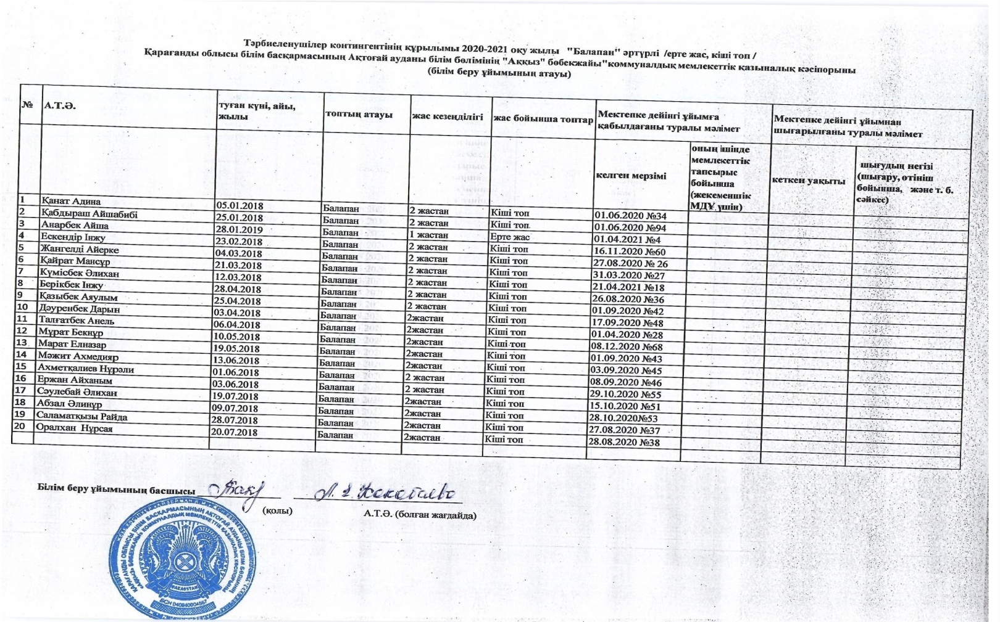 Тәрбиеленушілер контингентінің құрылымы 2020-2021 оқу жылы "Балапан" әртүрлі /ерте жас, кіші топ /
Қарағанды облысы білім басқармасының Ақтоғай ауданы білім бөлімінің "Аққыз" бөбекжайы"коммуналдық мемлекеттік қазыналық кәсіпорыны
(білім беру ұйымының атауы)
№ А.Т.Ә. туған күні, айы, жылы топтың атауы жас кезеңділігі жас бойынша топтар Мектепке дейінгі ұйымға қабылдағаны туралы мәлімет Мектепке дейінгі ұйымнан шығарылғаны туралы мәлімет
келген мерзімі оның ішінде мемлекеттік тапсырыс бойынша (жекеменшік МДҰ үшін) кеткен уақыты шығудың негізі (шығару, өтініш бойынша, және т. б. сәйкес)
1 Қанат Адина 05.01.2018 Балапан 2 жастан Кіші топ 01.06.2020 №34
2 Қабдыраш Айшабибі 25.01.2018 Балапан 2 жастан Кіші топ. 01.06.2020 №94
3 Анарбек Айша 28.01.2019 Балапан 1 жастан Ерте жас 01.04.2021 №4
4 Ескендір Інжу 23.02.2018 Балапан 2 жастан Кіші топ 16.11.2020 №60
5 Жангелді Айерке 04.03.2018 Балапан 2 жастан Кіші топ 27.08.2020 № 26
6 Қайрат Мансұр 21.03.2018 Балапан 2 жастан Кіші топ 31.03.2020 №27
7 Күмісбек Әлихан 12.03.2018 Балапан 2 жастан Кіші топ 21.04.2021 №18
8 Берікбек Інжу 28.04.2018 Балапан 2 жастан Кіші топ 26.08.2020 №36
9 Қазыбек Аяулым 25.04.2018 Балапан 2 жастан Кіші топ 01.09.2020 №42
10 Дәуренбек Дарын 03.04.2018 Балапан 2жастан Кіші топ 17.09.2020 №48
11 Талғатбек Анель 06.04.2018 Балапан 2жастан Кіші топ 01.04.2020 №28
12 Мұрат Бекнұр 10.05.2018 Балапан 2жастан Кіші топ 08.12.2020 №68
13 Марат Елназар 19.05.2018 Балапан 2жастан Кіші топ 01.09.2020 №43
14 Мәжит Ахмедияр 13.06.2018 Балапан 2жастан Кіші топ 03.09.2020 №45
15 Ахметқалиев Нұрәли 01.06.2018 Балапан 2 жастан Кіші топ 08.09.2020 №46
16 Ержан Айханым 03.06.2018 Балапан 2 жастан Кіші топ 29.10.2020 №55
17 Сәулебай Әлихан 19.07.2018 Балапан 2жастан Кіші топ 15.10.2020 №51
18 Абзал Әлинұр 09.07.2018 Балапан 2жастан Кіші топ 28.10.2020№53
19 Саламатқызы Райда 28.07.2018 Балапан 2жастан Кіші топ 27.08.2020 №37
20 Оралхан Нұрсая 20.07.2018 Балапан 2жастан Кіші топ 28.08.2020 №38
Білім беру ұйымының басшысы
(қолы) А.Т.Ә. (болған жағдайда)
ҚАРАҒАНДЫ ОБЛЫСЫ БІЛІМ БАСҚАРМАСЫНЫҢ АҚТОҒАЙ АУДАНЫ БІЛІМ БӨЛІМІНІҢ
«АҚҚЫЗ» БӨБЕКЖАЙЫ» КОММУНАЛДЫҚ МЕМЛЕКЕТТІК ҚАЗЫНАЛЫҚ КӘСІПОРЫНЫ
БСН 040840004567